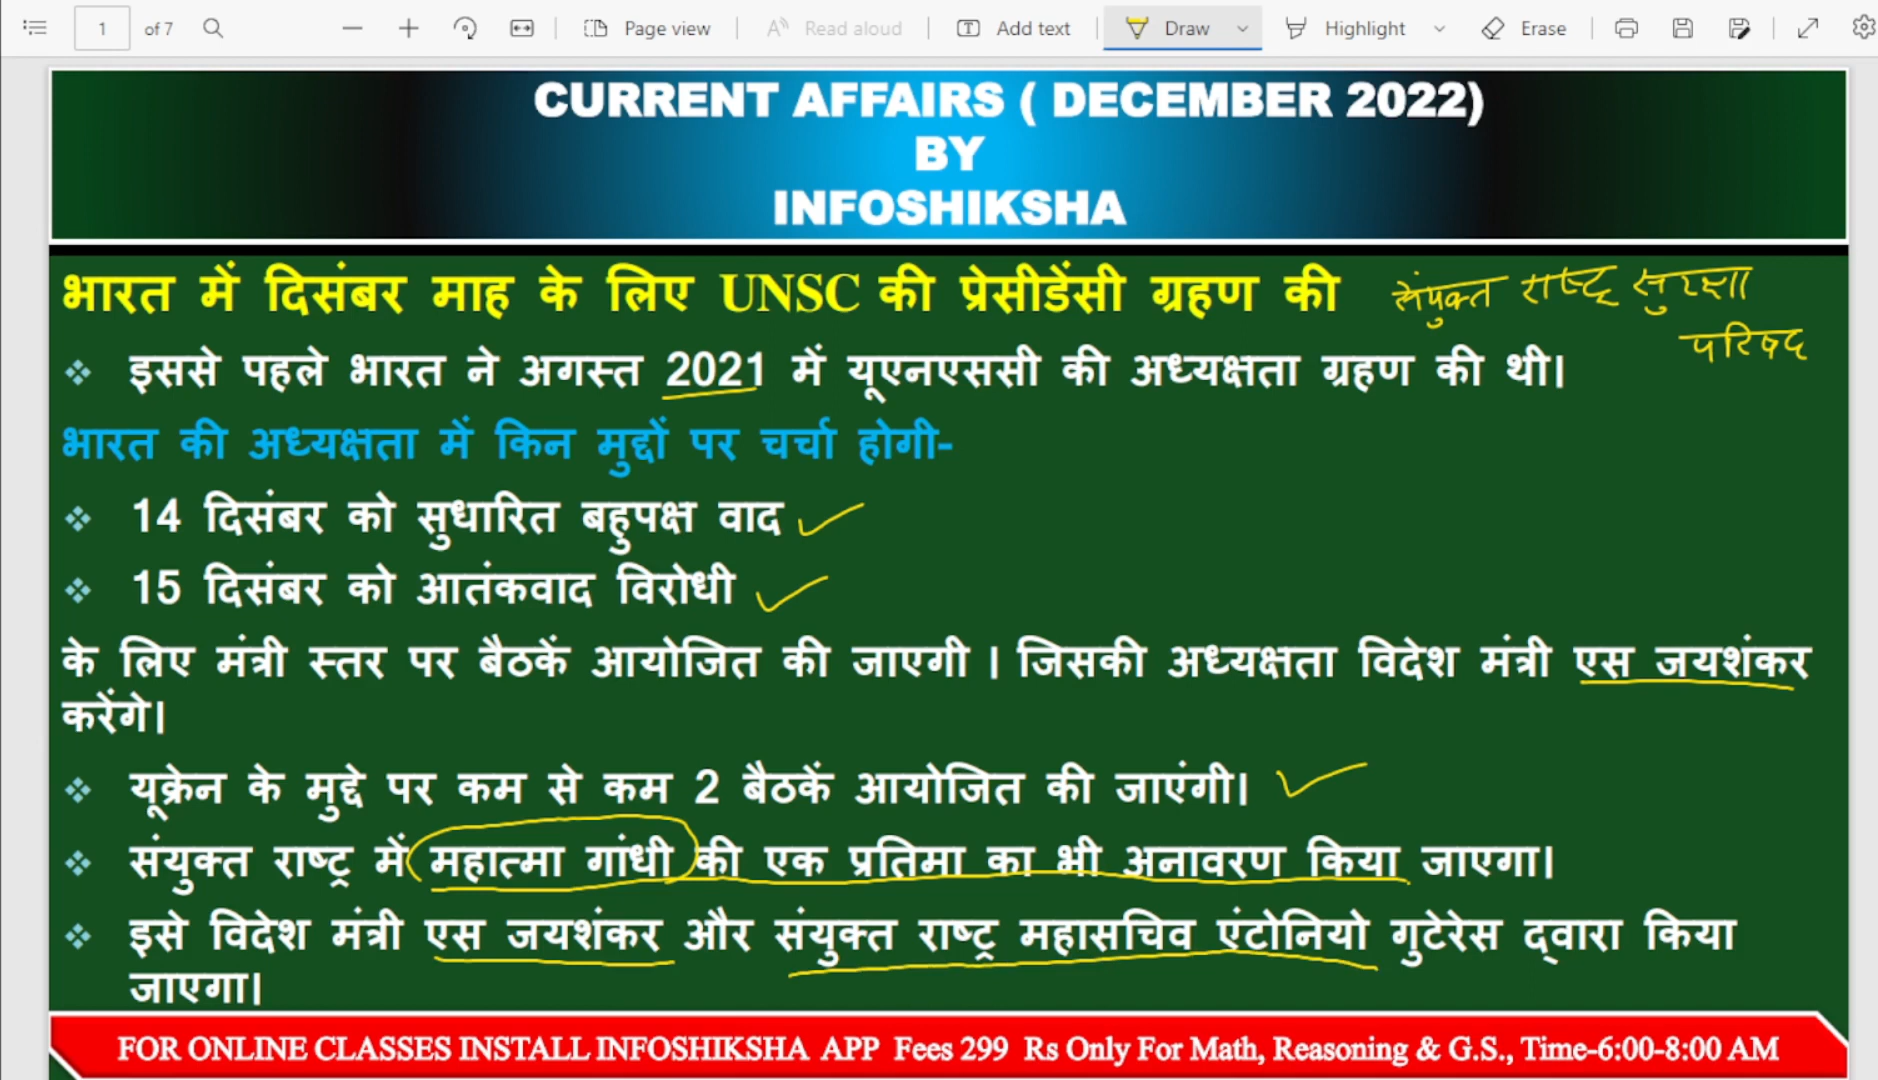 1 of 7 Page view Read aloud Add text Draw Highlight Erase
CURRENT AFFAIRS ( DECEMBER 2022)
BY
INFOSHIKSHA
भारत में दिसंबर माह के लिए UNSC की प्रेसीडेंसी ग्रहण की संयुक्त राष्ट्र सुरक्षा
परिषद
❖ इससे पहले भारत ने अगस्त 2021 में यूएनएससी की अध्यक्षता ग्रहण की थी।
भारत की अध्यक्षता में किन मुद्दों पर चर्चा होगी-
❖ 14 दिसंबर को सुधारित बहुपक्ष वाद
❖ 15 दिसंबर को आतंकवाद विरोधी
के लिए मंत्री स्तर पर बैठकें आयोजित की जाएगी । जिसकी अध्यक्षता विदेश मंत्री एस जयशंकर
करेंगे।
❖ यूक्रेन के मुद्दे पर कम से कम 2 बैठकें आयोजित की जाएंगी।
❖ संयुक्त राष्ट्र में महात्मा गांधी की एक प्रतिमा का भी अनावरण किया जाएगा।
❖ इसे विदेश मंत्री एस जयशंकर और संयुक्त राष्ट्र महासचिव एंटोनियो गुटेरेस द्वारा किया
जाएगा।
FOR ONLINE CLASSES INSTALL INFOSHIKSHA APP Fees 299 Rs Only For Math, Reasoning & G.S., Time-6:00-8:00 AM